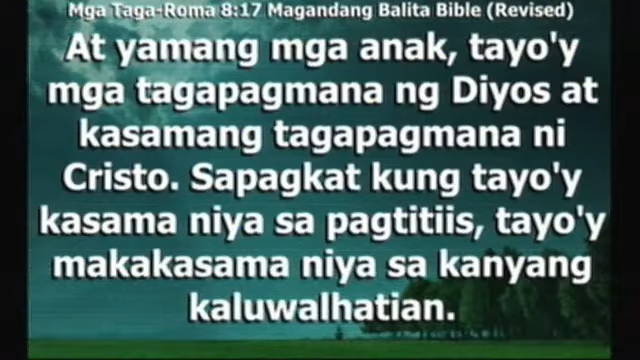 Mga Taga-Roma 8:17 Magandang Balita Bible (Revised)
At yamang mga anak, tayo'y
mga tagapagmana ng Diyos at
kasamang tagapagmana ni
Cristo. Sapagkat kung tayo'y
kasama niya sa pagtitiis, tayo'y
makakasama niya sa kanyang
kaluwalhatian.